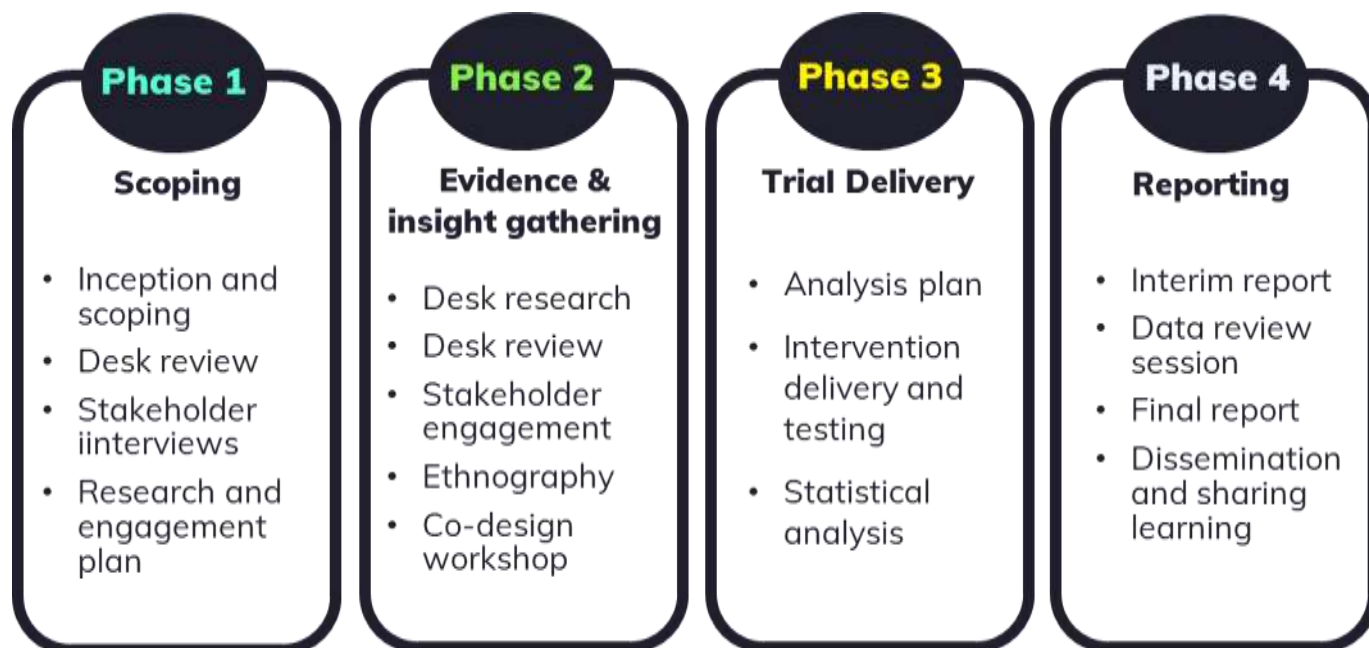 Phase 1
Scoping
• Inception and
scoping
• Desk review
• Stakeholder
iinterviews
• Research and
engagement
plan
Phase 2
Evidence &
insight gathering
• Desk research
• Desk review
• Stakeholder
engagement
• Ethnography
• Co-design
workshop
Phase 3
Trial Delivery
• Analysis plan
• Intervention
delivery and
testing
• Statistical
analysis
Phase 4
Reporting
• Interim report
• Data review
session
• Final report
• Dissemination
and sharing
learning